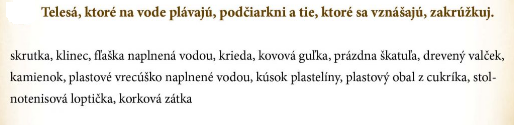 Telesá, ktoré na vode plávajú, podčiarkni a tie, ktoré sa vznášajú, zakrúžkuj.
skrutka, klinec, fľaška naplnená vodou, krieda, kovová guľka, prázdna škatuľa, drevený valček,
kamienok, plastové vrecúško naplnené vodou, kúsok plastelíny, plastový obal z cukríka, stol-
notenisová loptička, korková zátka